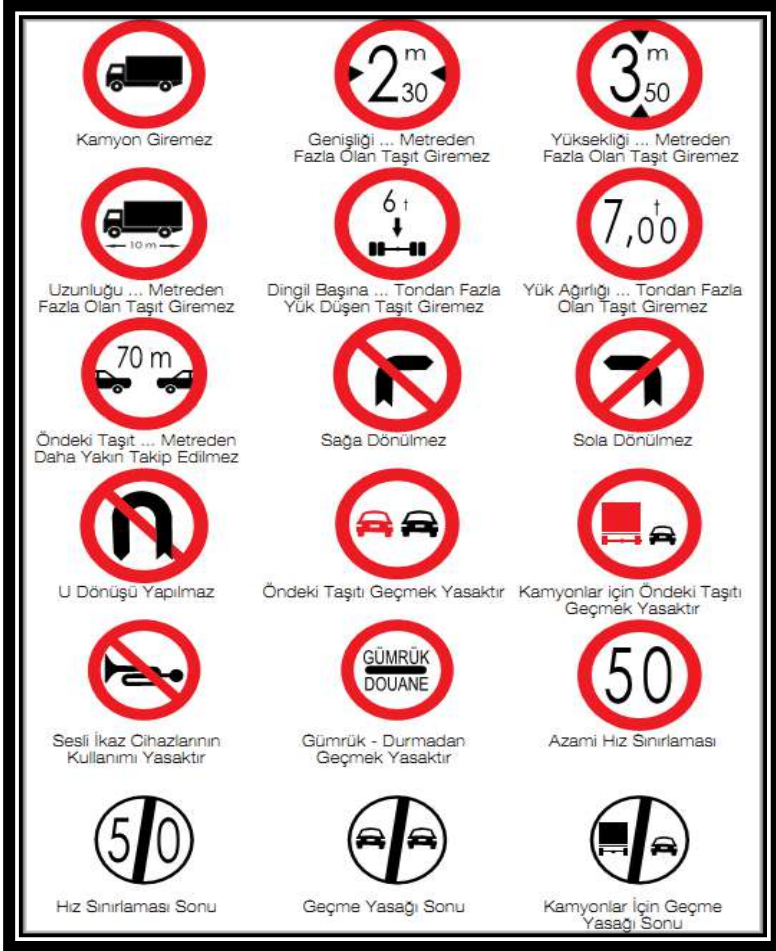 2 m 30
3 m 50
Kamyon Giremez
Genişliği ... Metreden
Fazla Olan Taşıt Giremez
Yüksekliği ... Metreden
Fazla Olan Taşıt Giremez
10 m
6 t
7,00 t
Uzunluğu ... Metreden
Fazla Olan Taşıt Giremez
Dingil Başına ... Tondan Fazla
Yük Düşen Taşıt Giremez
Yük Ağırlığı ... Tondan Fazla
Olan Taşıt Giremez
70 m
Öndeki Taşıt ... Metreden
Daha Yakın Takip Edilmez
Sağa Dönülmez
Sola Dönülmez
U Dönüşü Yapılmaz
Öndeki Taşıtı Geçmek Yasaktır
Kamyonlar için Öndeki Taşıtı
Geçmek Yasaktır
GÜMRÜK
DOUANE
50
Sesli İkaz Cihazlarının
Kullanımı Yasaktır
Gümrük - Durmadan
Geçmek Yasaktır
Azami Hız Sınırlaması
50
Hız Sınırlaması Sonu
Geçme Yasağı Sonu
Kamyonlar İçin Geçme
Yasağı Sonu